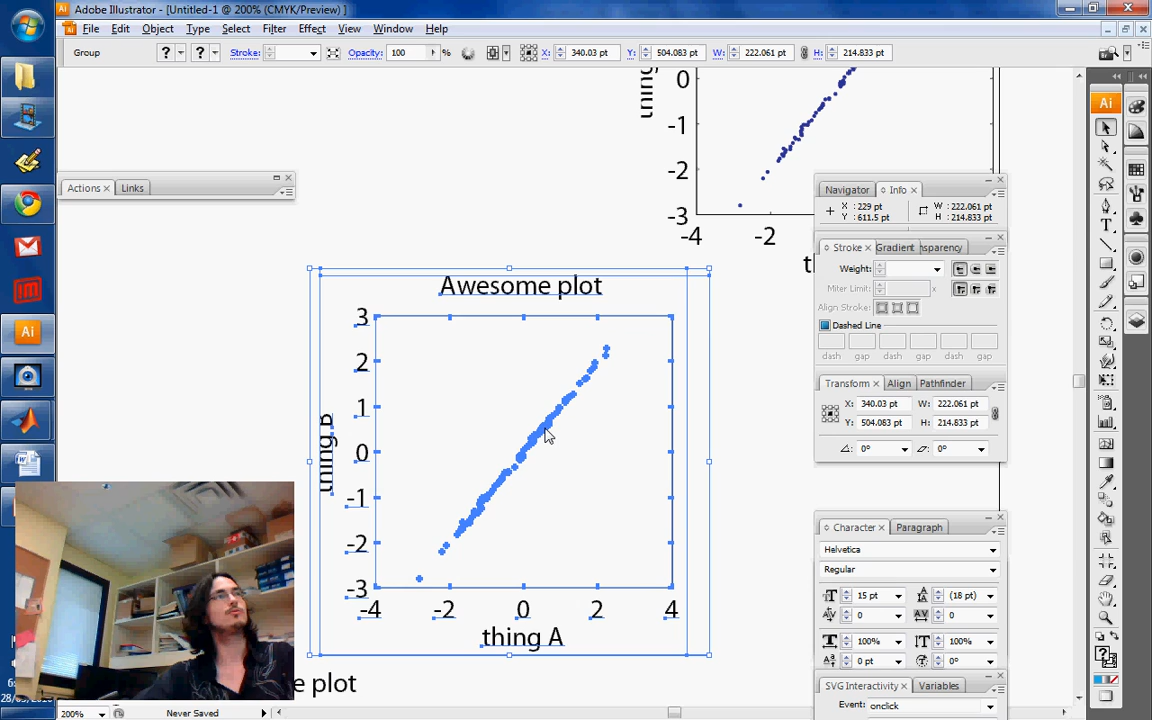 Adobe Illustrator - [Untitled-1 @ 200% (CMYK/Preview) ]
File Edit Object Type Select Filter Effect View Window Help
Group ? ? Stroke: Opacity: 100 % X: 340.03 pt Y: 504.083 pt W: 222.061 pt H: 214.833 pt
thing
0
-1
-2
-3
-4 -2
Actions × Links
Navigator Info ×
X : 229 pt
Y : 611.5 pt
W : 222.061 pt
H : 214.833 pt
Stroke × Gradient
Weight:
Miter Limit: x
Align Stroke:
Dashed Line
dash gap dash gap dash gap
Transform × Align Pathfinder
X: 340.03 pt W: 222.061 pt
Y: 504.083 pt H: 214.833 pt
0° 0°
Awesome plot
3
2
1
0
-1
-2
-3
thing B
-4 -2 0 2 4
thing A
e plot
Character × Paragraph
Helvetica
Regular
15 pt (18 pt)
0 0
100% 100%
0 pt 0°
SVG Interactivity × Variables
Event: onclick
Ai
Ai
200% Never Saved